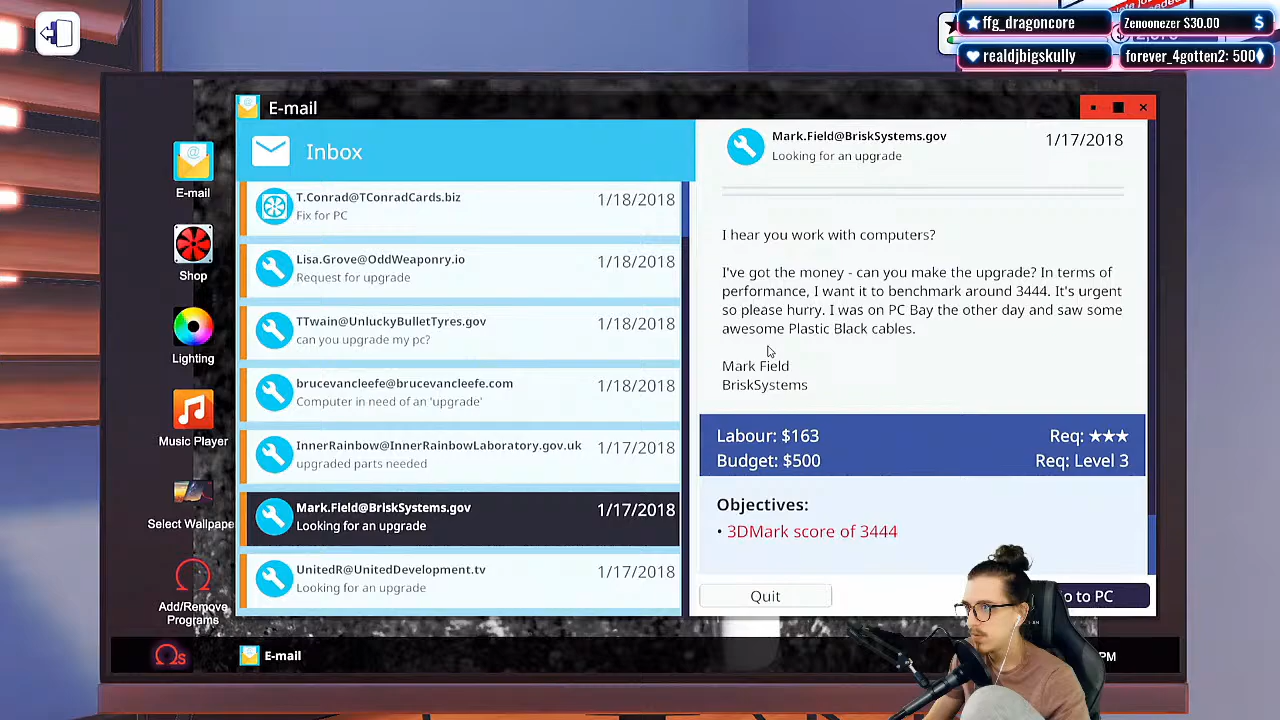 ffg_dragoncore
Zenoonezer $30.00
$
realdjbigskully
forever_4gotten2: 500
E-mail
Inbox
T.Conrad@TConradCards.biz
1/18/2018
Fix for PC
Lisa.Grove@OddWeaponry.io
1/18/2018
Request for upgrade
TTwain@UnluckyBulletTyres.gov
1/18/2018
can you upgrade my pc?
brucevancleefe@brucevancleefe.com
1/18/2018
Computer in need of an 'upgrade'
InnerRainbow@InnerRainbowLaboratory.gov.uk
1/17/2018
upgraded parts needed
Mark.Field@BriskSystems.gov
1/17/2018
Looking for an upgrade
UnitedR@UnitedDevelopment.tv
1/17/2018
Looking for an upgrade
Mark.Field@BriskSystems.gov
1/17/2018
Looking for an upgrade
I hear you work with computers?
I've got the money - can you make the upgrade? In terms of
performance, I want it to benchmark around 3444. It's urgent
so please hurry. I was on PC Bay the other day and saw some
awesome Plastic Black cables.
Mark Field
BriskSystems
Labour: $163
Req: ★★★
Budget: $500
Req: Level 3
Objectives:
• 3DMark score of 3444
Quit
to PC
E-mail
Shop
Lighting
Music Player
Select Wallpape
Add/Remove
Programs
Ωs
E-mail
PM